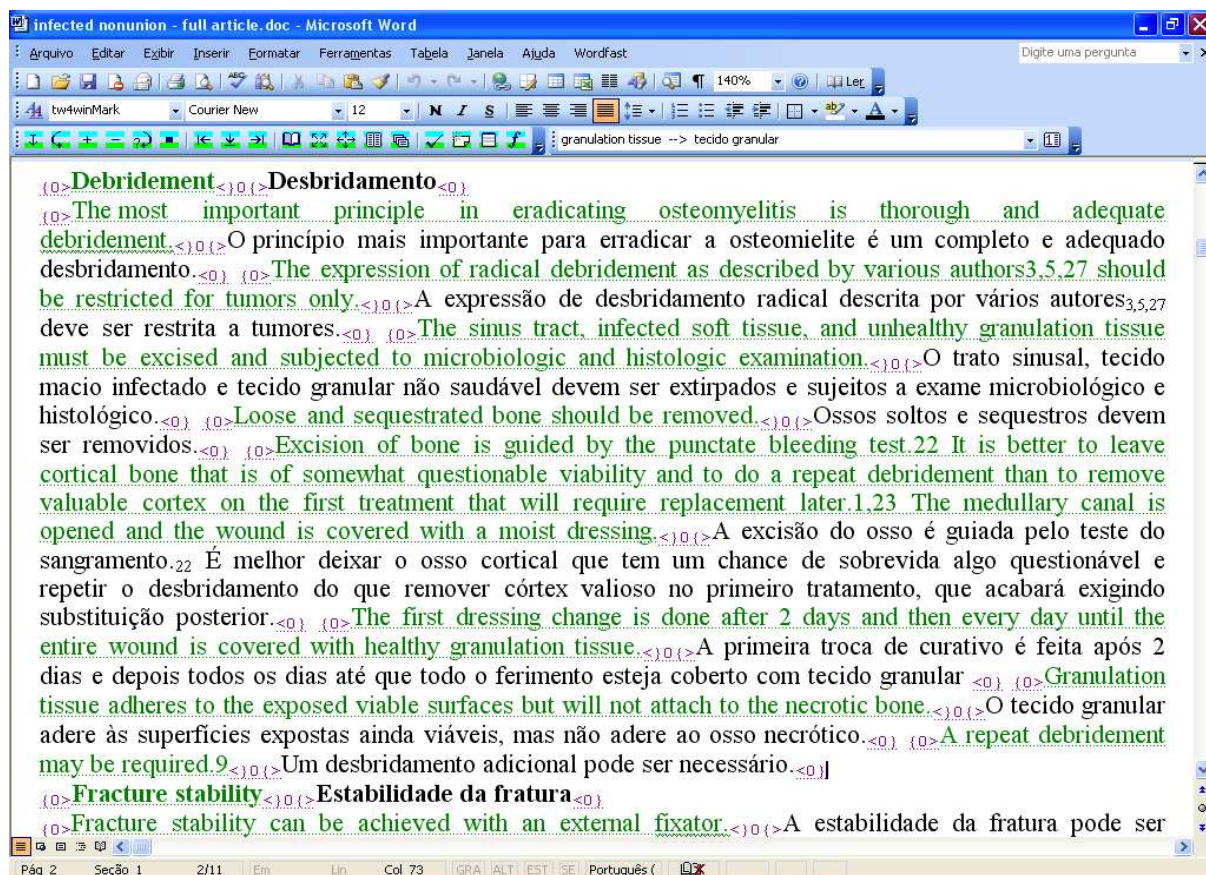 infected nonunion - full article.doc - Microsoft Word
Arquivo Editar Exibir Inserir Formatar Ferramentas Tabela Janela Ajuda Wordfast Digite uma pergunta
140% Ler
tw4winMark Courier New 12 N I S
granulation tissue --> tecido granular
{0>Debridement<}0{>Desbridamento<0}
{0>The most important principle in eradicating osteomyelitis is thorough and adequate
debridement.<}0{>O princípio mais importante para erradicar a osteomielite é um completo e adequado
desbridamento.<0} {0>The expression of radical debridement as described by various authors3,5,27 should
be restricted for tumors only.<}0{>A expressão de desbridamento radical descrita por vários autores3,5,27
deve ser restrita a tumores.<0} {0>The sinus tract, infected soft tissue, and unhealthy granulation tissue
must be excised and subjected to microbiologic and histologic examination.<}0{>O trato sinusal, tecido
macio infectado e tecido granular não saudável devem ser extirpados e sujeitos a exame microbiológico e
histológico.<0} {0>Loose and sequestrated bone should be removed.<}0{>Ossos soltos e sequestros devem
ser removidos.<0} {0>Excision of bone is guided by the punctate bleeding test.22 It is better to leave
cortical bone that is of somewhat questionable viability and to do a repeat debridement than to remove
valuable cortex on the first treatment that will require replacement later.1,23 The medullary canal is
opened and the wound is covered with a moist dressing.<}0{>A excisão do osso é guiada pelo teste do
sangramento.22 É melhor deixar o osso cortical que tem um chance de sobrevida algo questionável e
repetir o desbridamento do que remover córtex valioso no primeiro tratamento, que acabará exigindo
substituição posterior.<0} {0>The first dressing change is done after 2 days and then every day until the
entire wound is covered with healthy granulation tissue.<}0{>A primeira troca de curativo é feita após 2
dias e depois todos os dias até que todo o ferimento esteja coberto com tecido granular <0} {0>Granulation
tissue adheres to the exposed viable surfaces but will not attach to the necrotic bone.<}0{>O tecido granular
adere às superfícies expostas ainda viáveis, mas não adere ao osso necrótico.<0} {0>A repeat debridement
may be required.9<}0{>Um desbridamento adicional pode ser necessário.<0}
{0>Fracture stability<}0{>Estabilidade da fratura<0}
{0>Fracture stability can be achieved with an external fixator.<}0{>A estabilidade da fratura pode ser
Pág 2 Seção 1 2/11 Em Lin Col 73 GRA ALT EST SE Português (